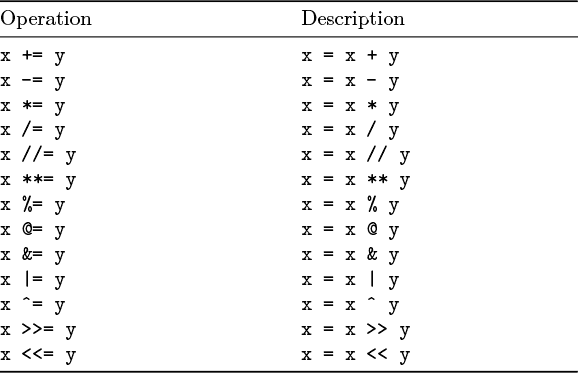 Operation Description
x += y x = x + y
x -= y x = x - y
x *= y x = x * y
x /= y x = x / y
x //= y x = x // y
x **= y x = x ** y
x %= y x = x % y
x @= y x = x @ y
x &= y x = x & y
x |= y x = x | y
x ^= y x = x ^ y
x >>= y x = x >> y
x <<= y x = x << y